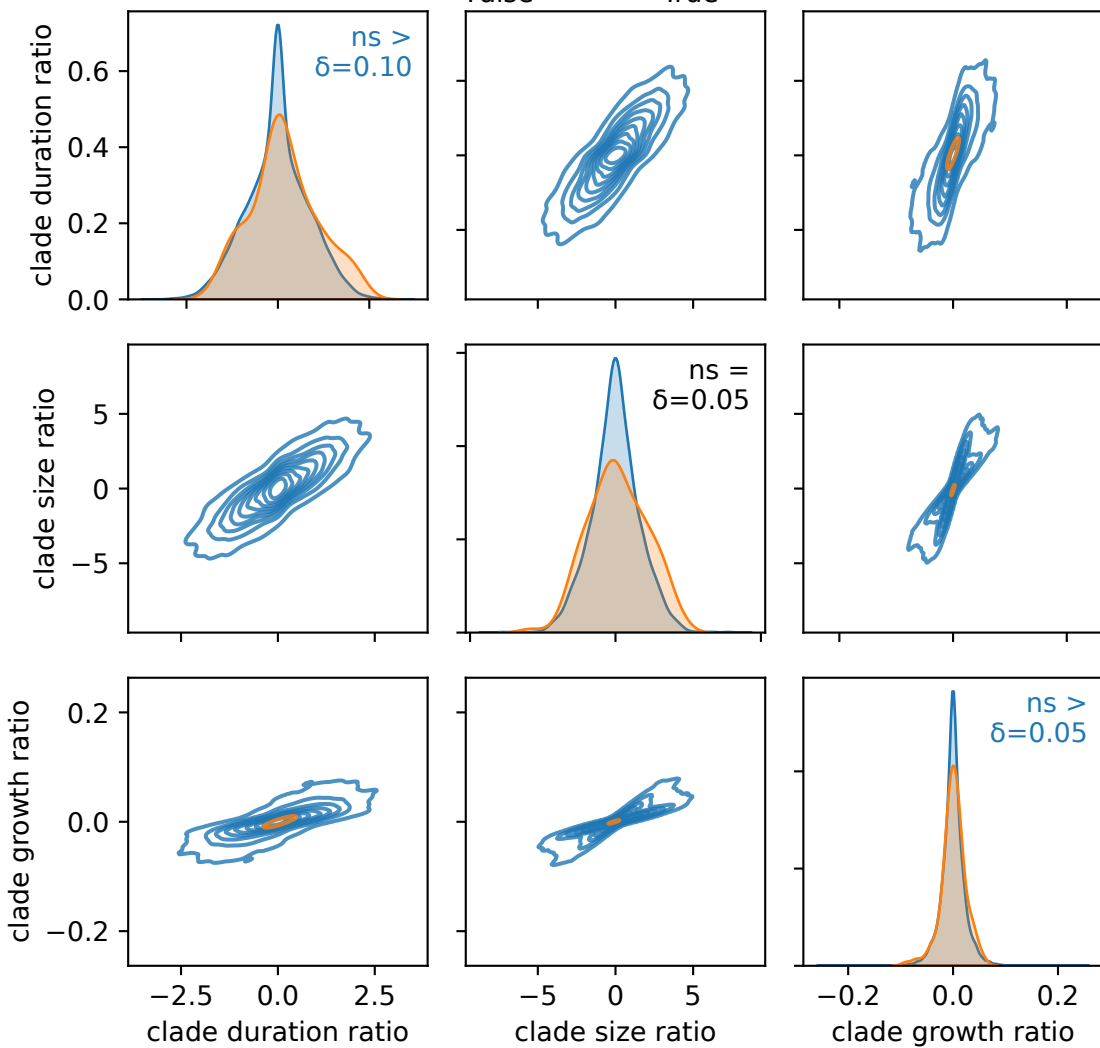 clade duration ratio
0.6
0.4
0.2
0.0
ns >
δ=0.10
clade size ratio
5
0
−5
ns =
δ=0.05
clade growth ratio
0.2
0.0
−0.2
ns >
δ=0.05
−2.5 0.0 2.5
−5 0 5
−0.2 0.0 0.2
clade duration ratio
clade size ratio
clade growth ratio